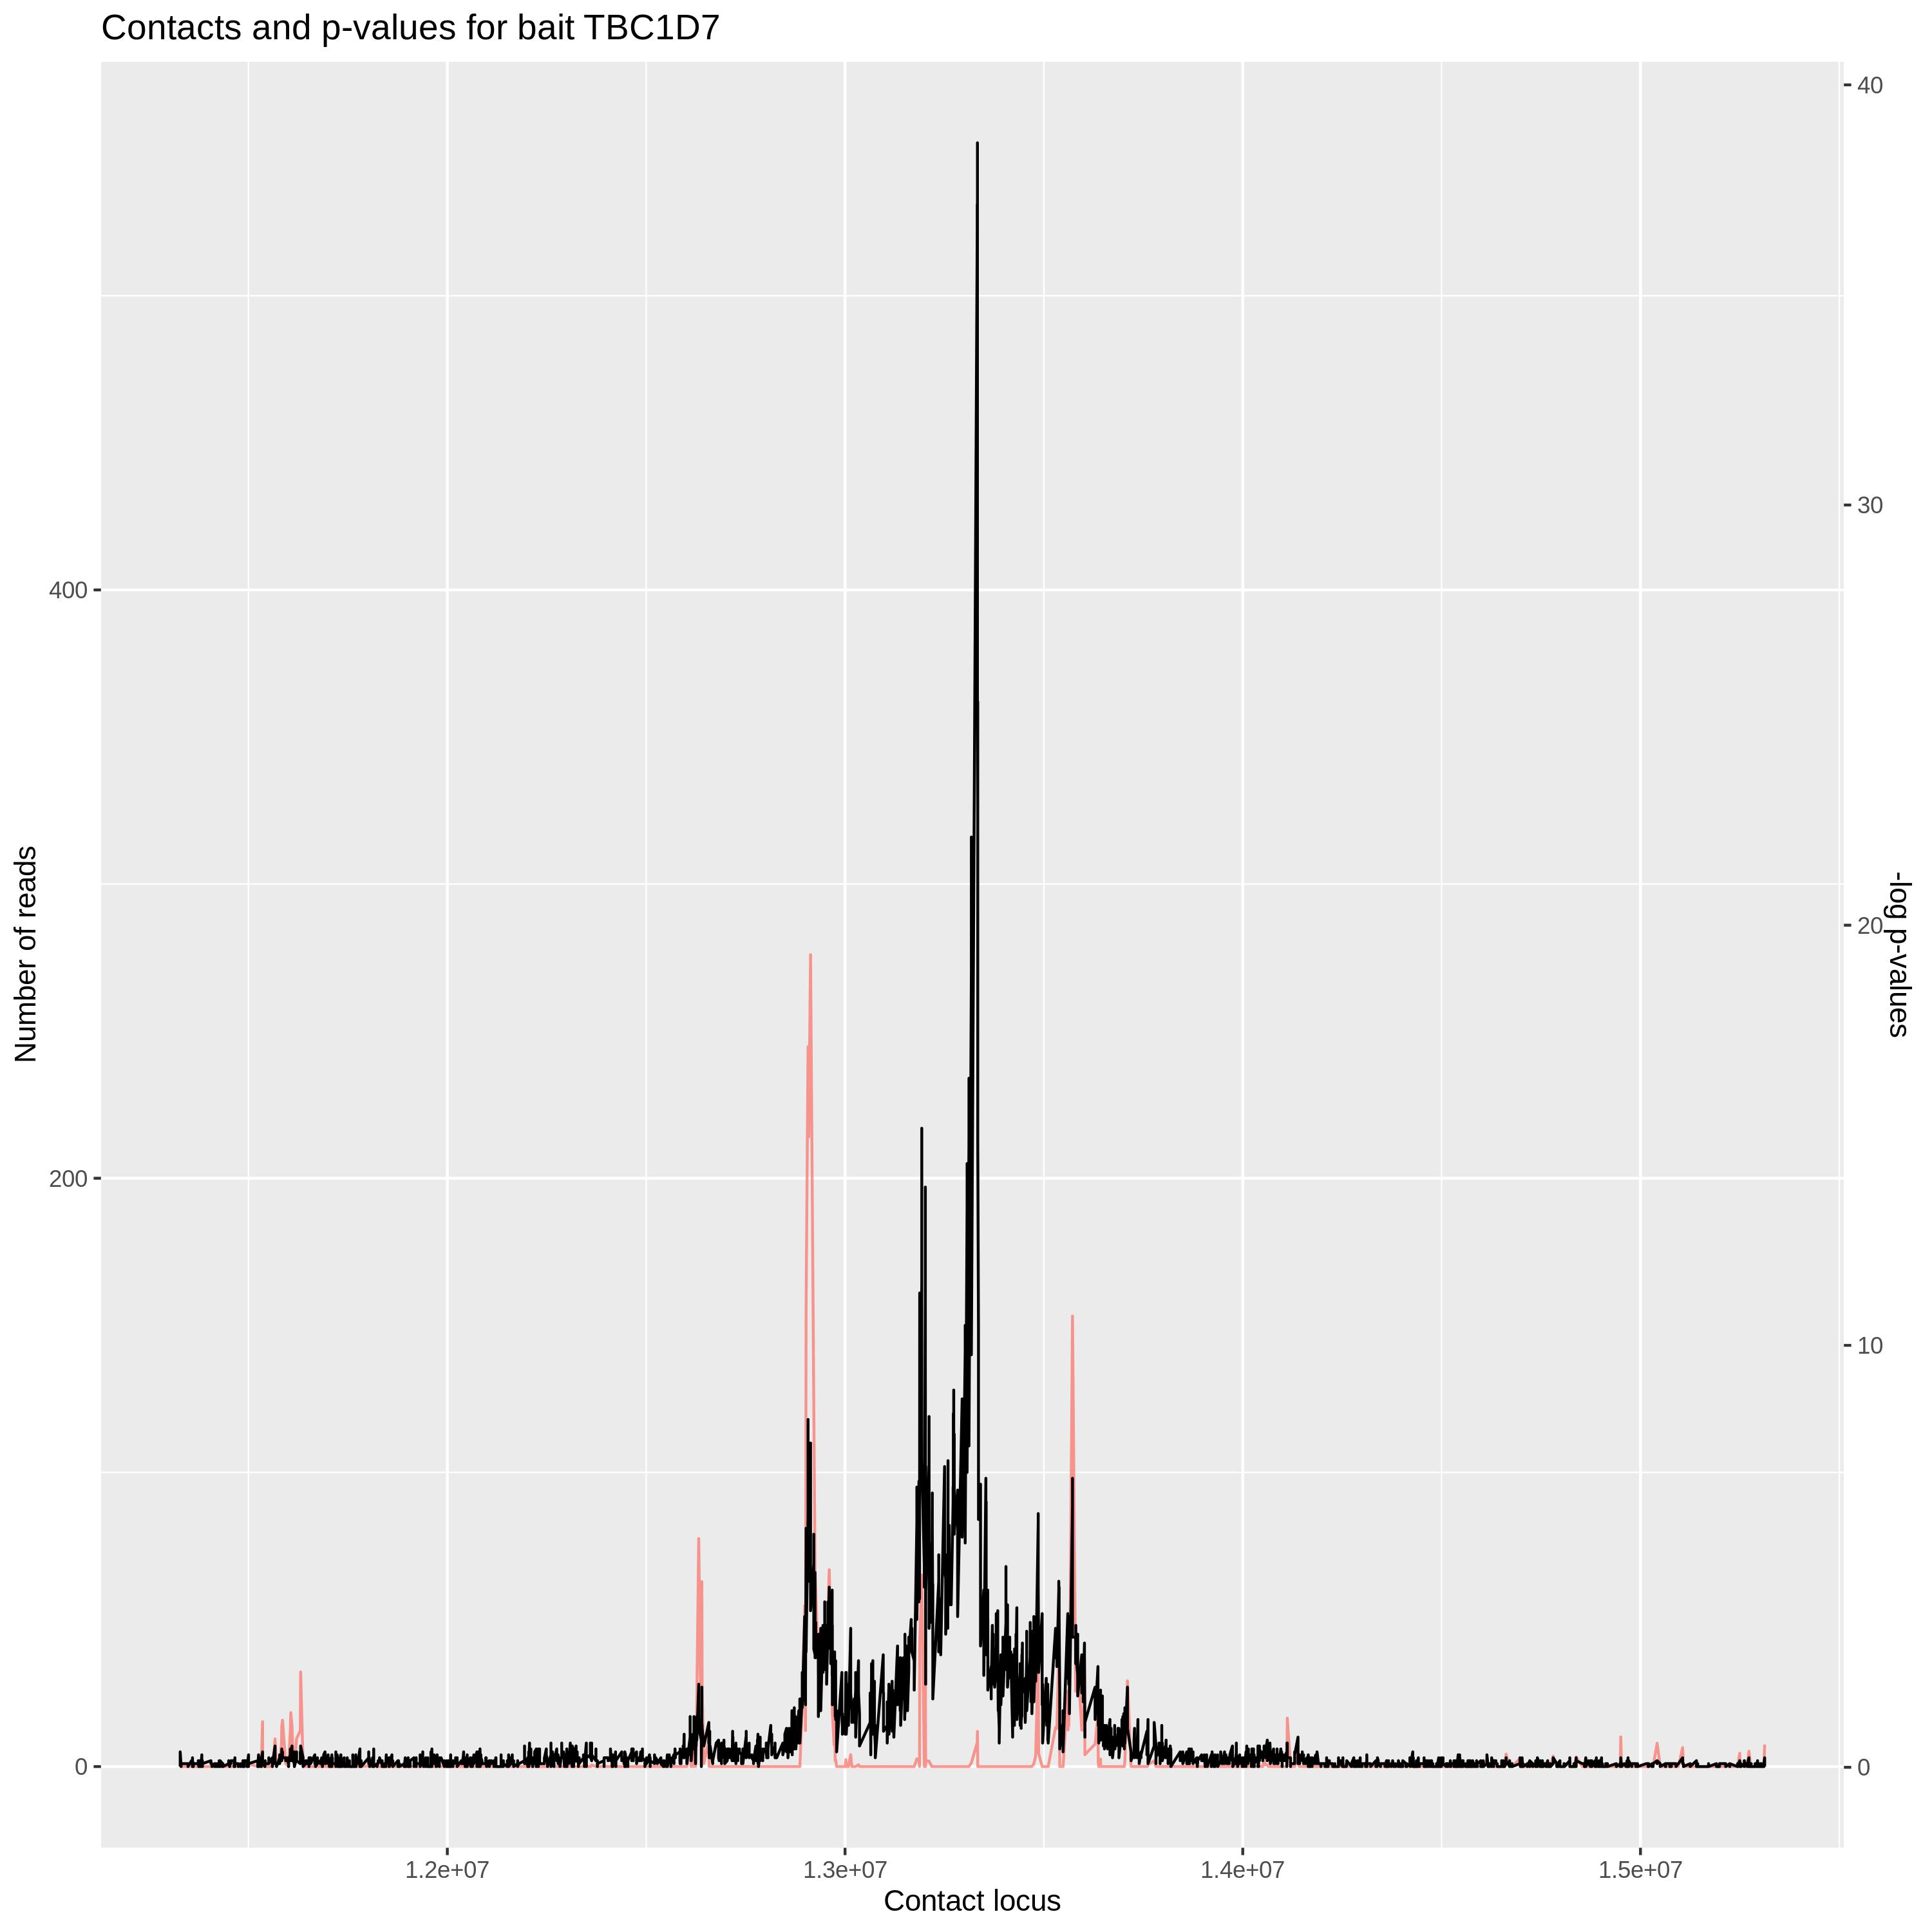 Contacts and p-values for bait TBC1D7
40
30
400
20
Number of reads
-log p-values
200
10
0
0
1.2e+07
1.3e+07
1.4e+07
1.5e+07
Contact locus